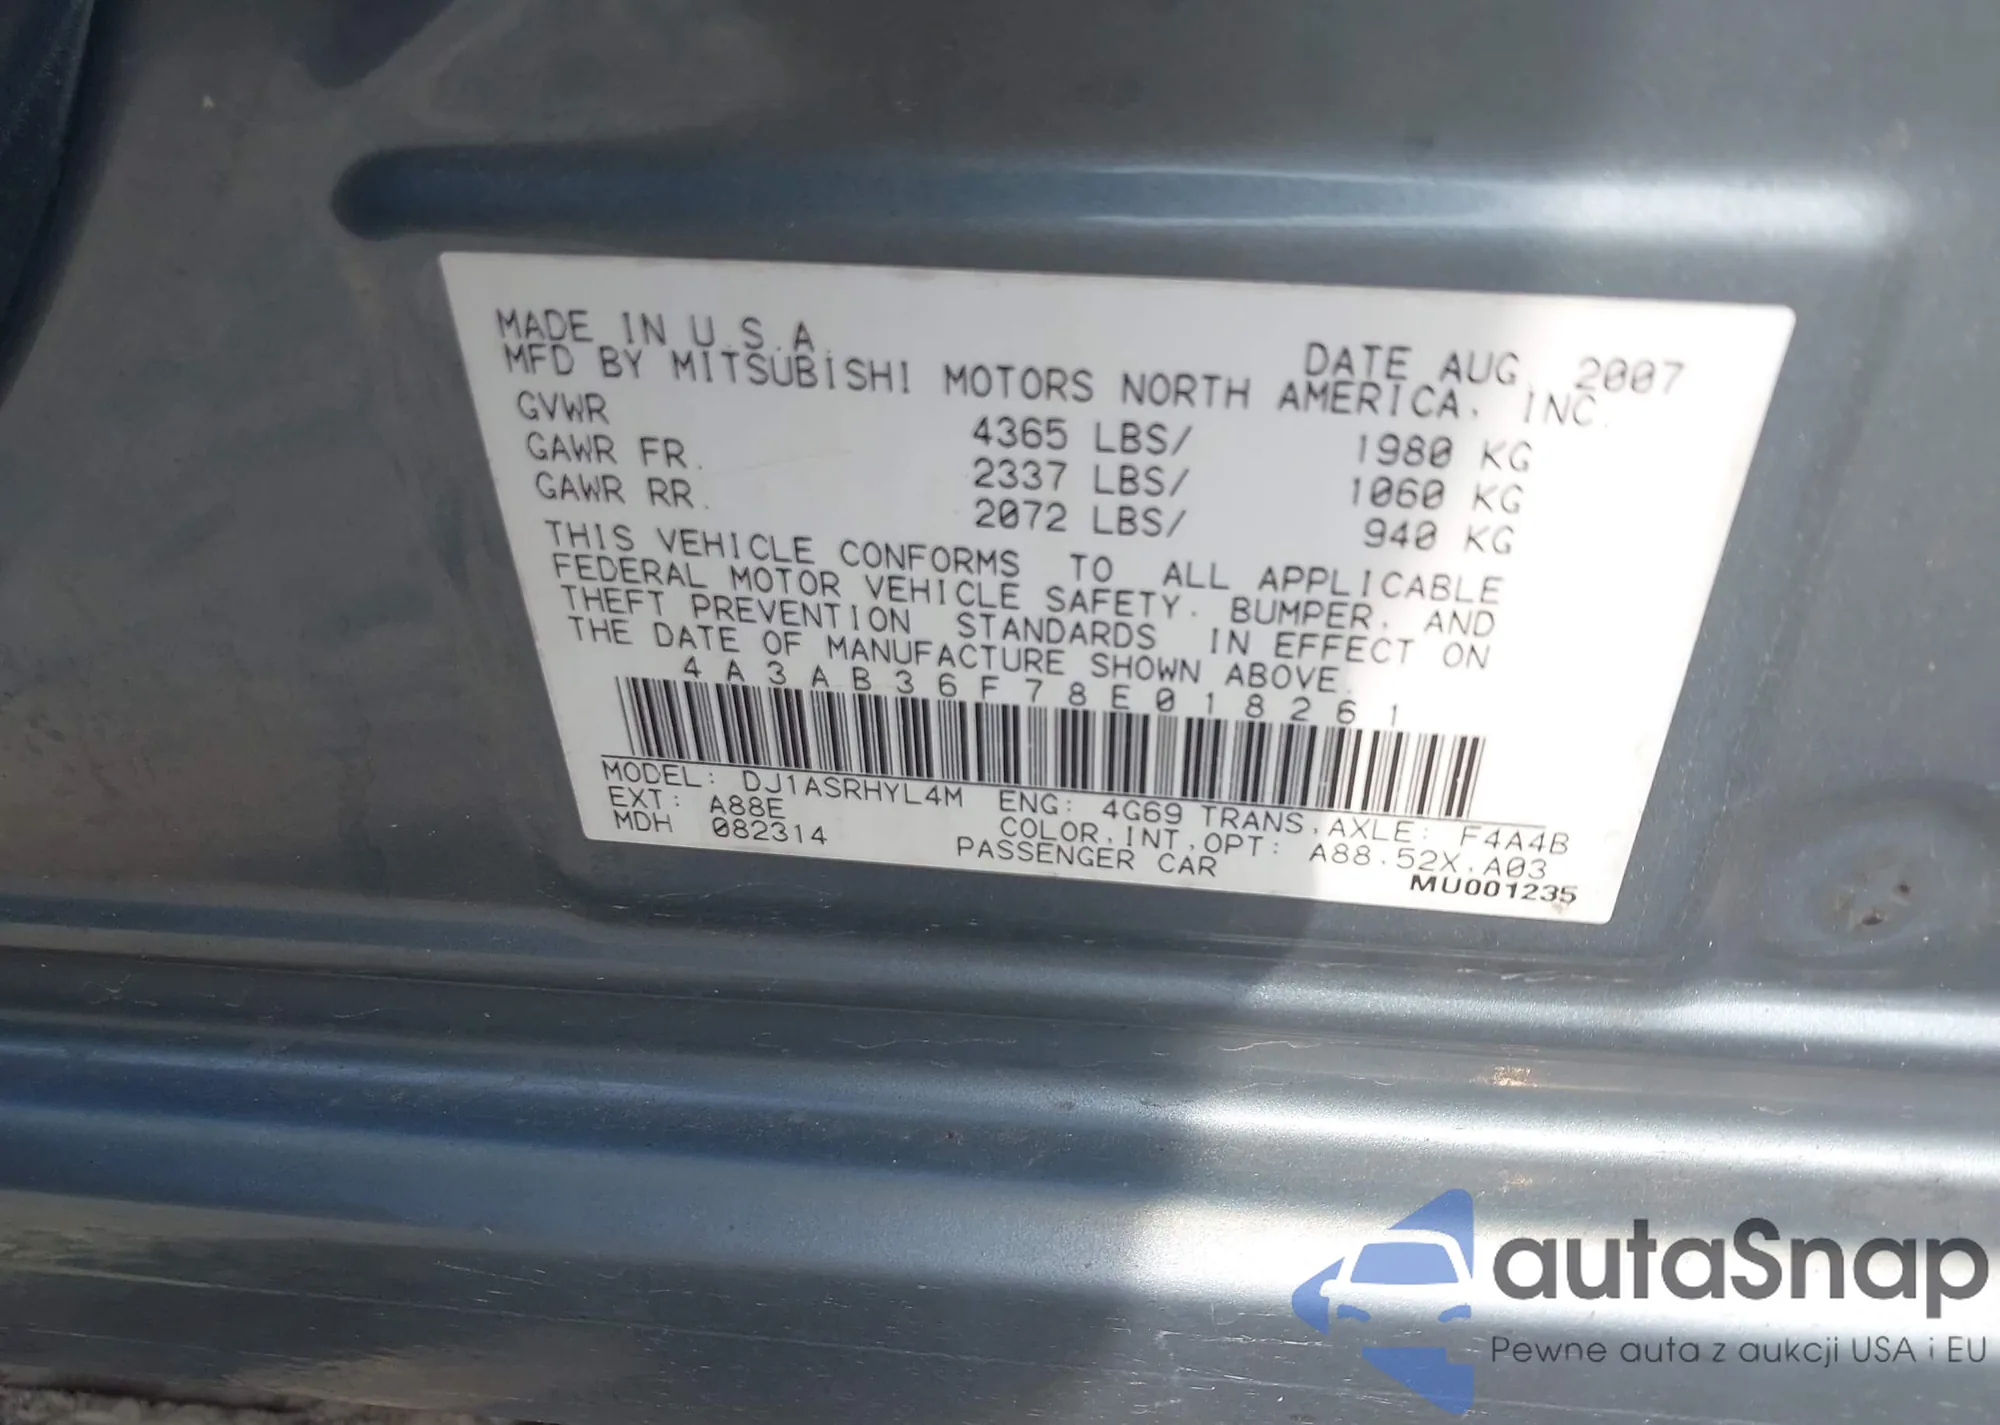 MADE IN U.S.A.
DATE AUG, 2007
MFD BY MITSUBISHI MOTORS NORTH AMERICA, INC.
GVWR 4365 LBS/ 1980 KG
GAWR FR. 2337 LBS/ 1060 KG
GAWR RR. 2072 LBS/ 940 KG
THIS VEHICLE CONFORMS TO ALL APPLICABLE
FEDERAL MOTOR VEHICLE SAFETY, BUMPER, AND
THEFT PREVENTION STANDARDS IN EFFECT ON
THE DATE OF MANUFACTURE SHOWN ABOVE.
4A3AB36F78E018261
MODEL: DJ1ASRHYL4M ENG: 4G69 TRANS,AXLE: F4A4B
EXT: A88E COLOR,INT,OPT: A88,52X,A03
MDH 082314 PASSENGER CAR
MU001235
autaSnap
Pewne auta z aukcji USA i EU